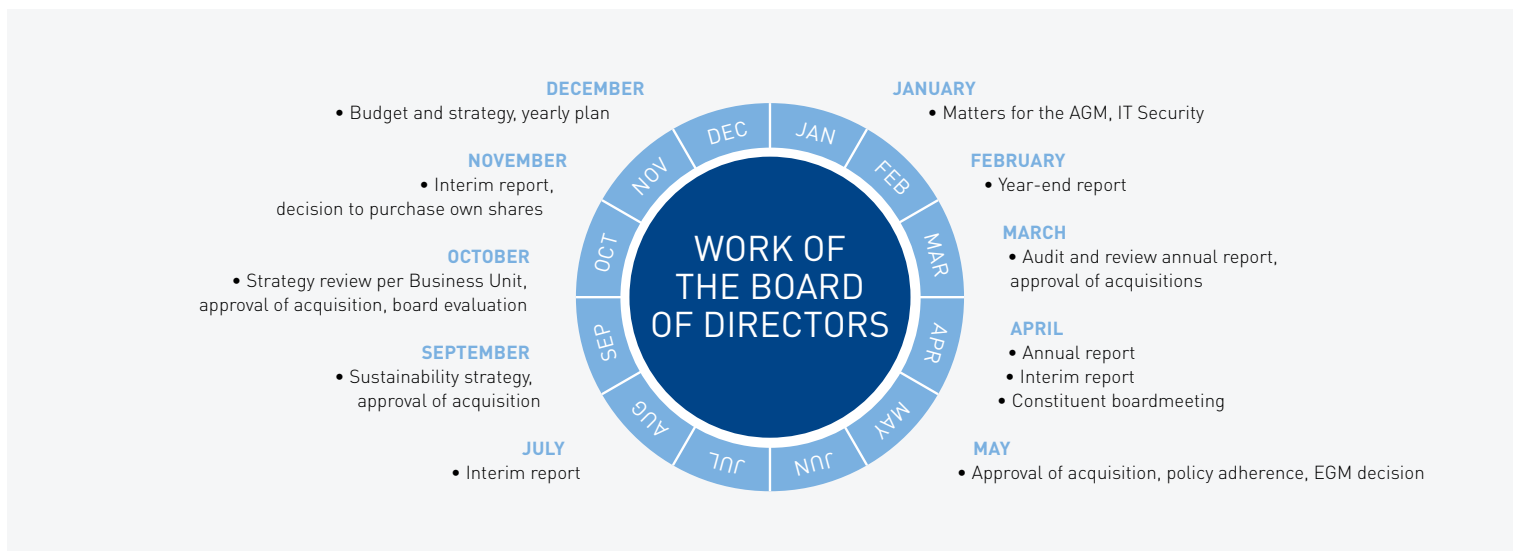 WORK OF
THE BOARD
OF DIRECTORS
JAN
FEB
MAR
APR
MAY
JUN
JUL
AUG
SEP
OCT
NOV
DEC
JANUARY
• Matters for the AGM, IT Security
FEBRUARY
• Year-end report
MARCH
• Audit and review annual report,
approval of acquisitions
APRIL
• Annual report
• Interim report
• Constituent boardmeeting
MAY
• Approval of acquisition, policy adherence, EGM decision
JULY
• Interim report
SEPTEMBER
• Sustainability strategy,
approval of acquisition
OCTOBER
• Strategy review per Business Unit,
approval of acquisition, board evaluation
NOVEMBER
• Interim report,
decision to purchase own shares
DECEMBER
• Budget and strategy, yearly plan